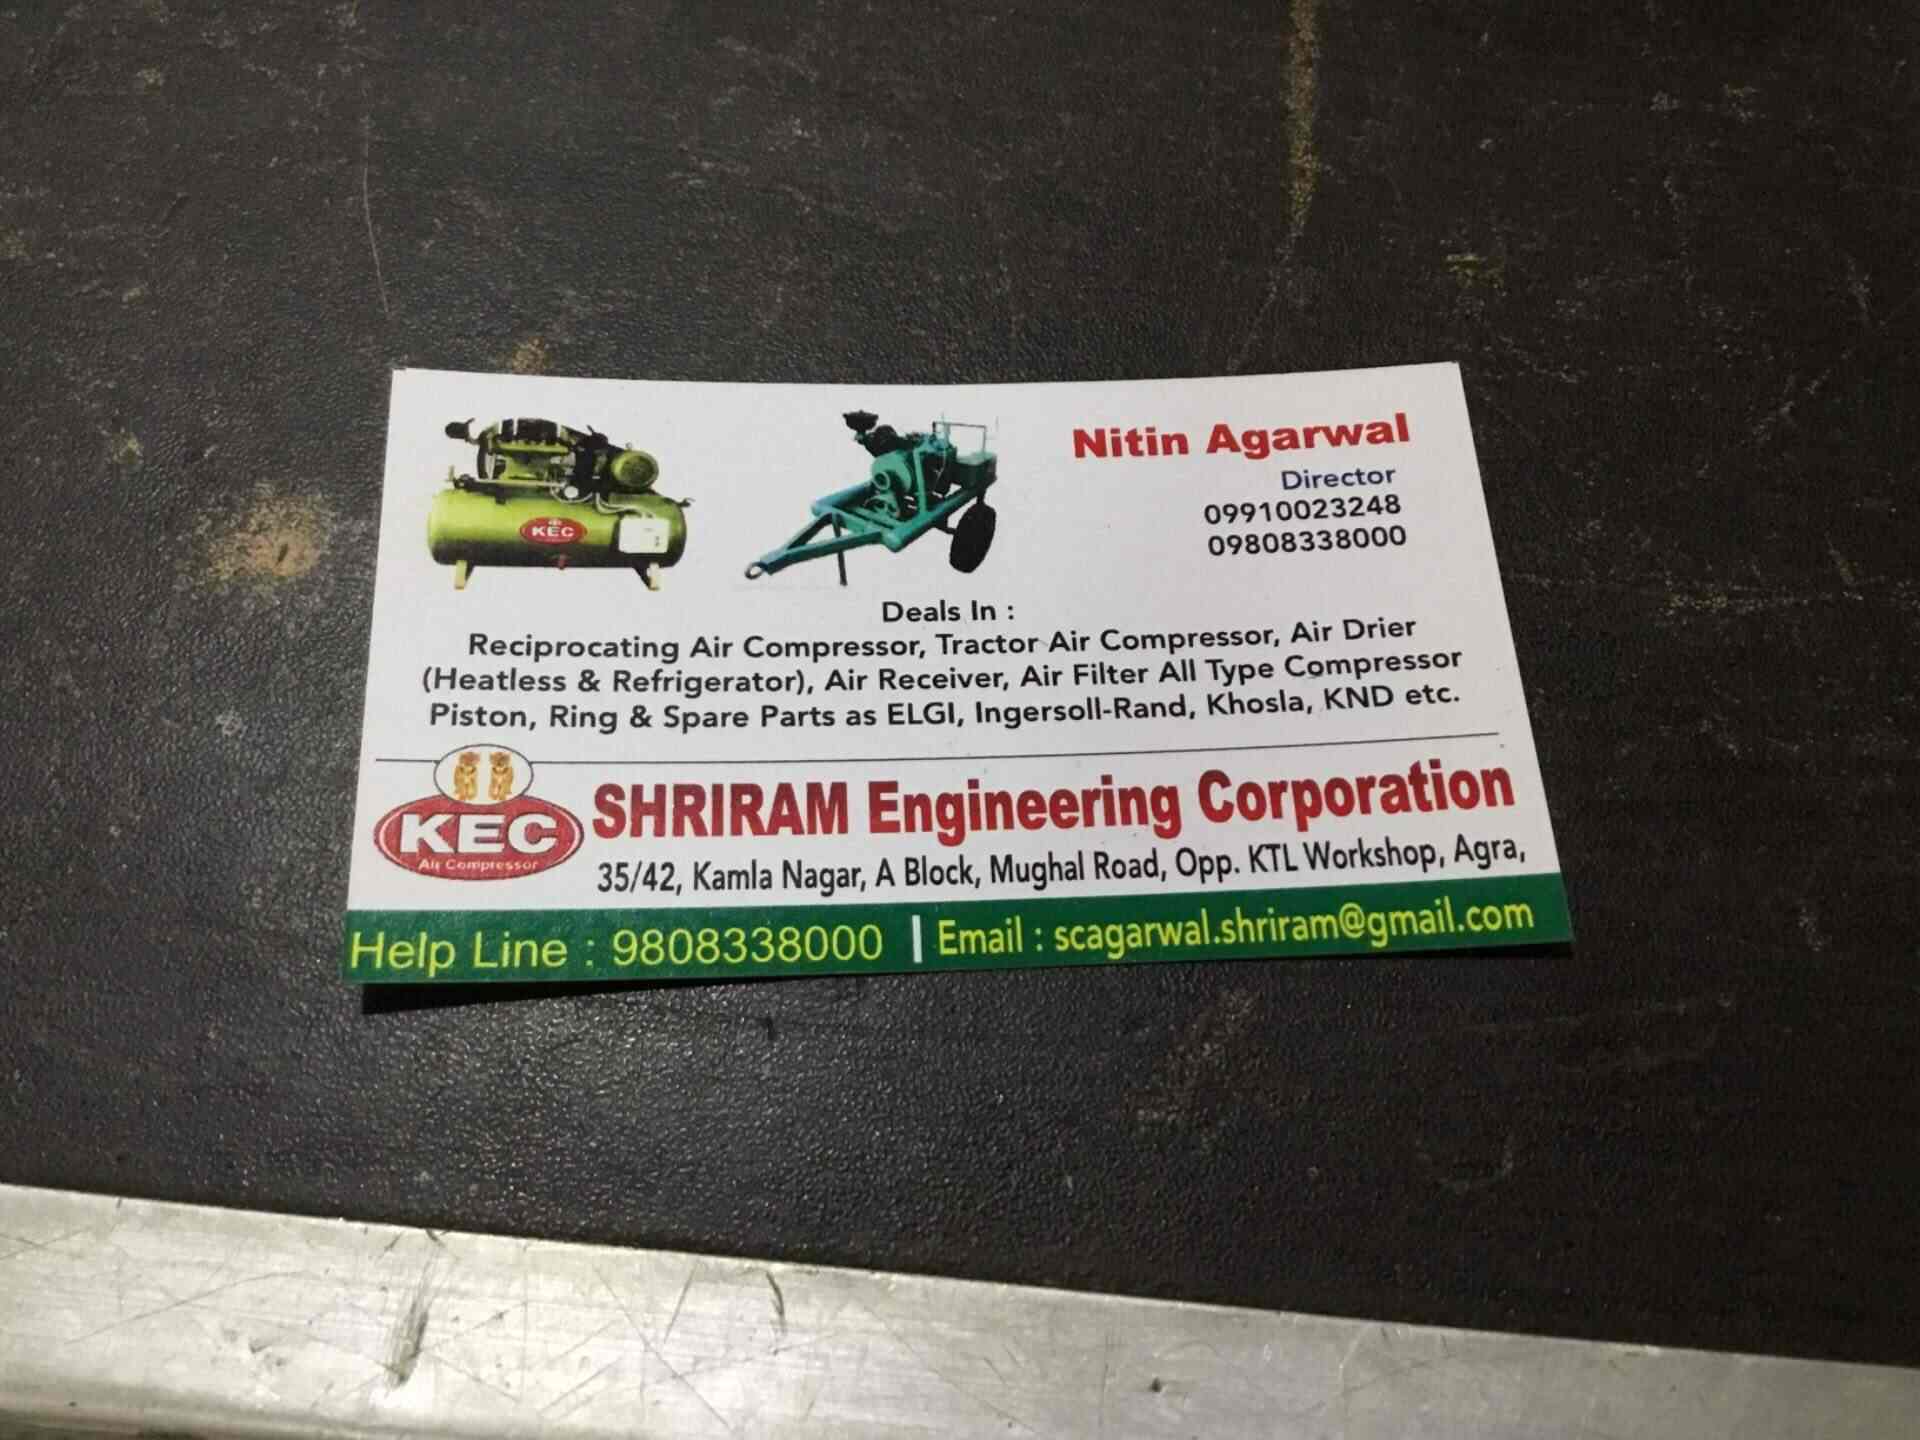 Nitin Agarwal
Director
09910023248
09808338000
KEC
Deals In :
Reciprocating Air Compressor, Tractor Air Compressor, Air Drier
(Heatless & Refrigerator), Air Receiver, Air Filter All Type Compressor
Piston, Ring & Spare Parts as ELGI, Ingersoll-Rand, Khosla, KND etc.
KEC
Air Compressor
SHRIRAM Engineering Corporation
35/42, Kamla Nagar, A Block, Mughal Road, Opp. KTL Workshop, Agra,
Help Line : 9808338000 | Email : scagarwal.shriram@gmail.com